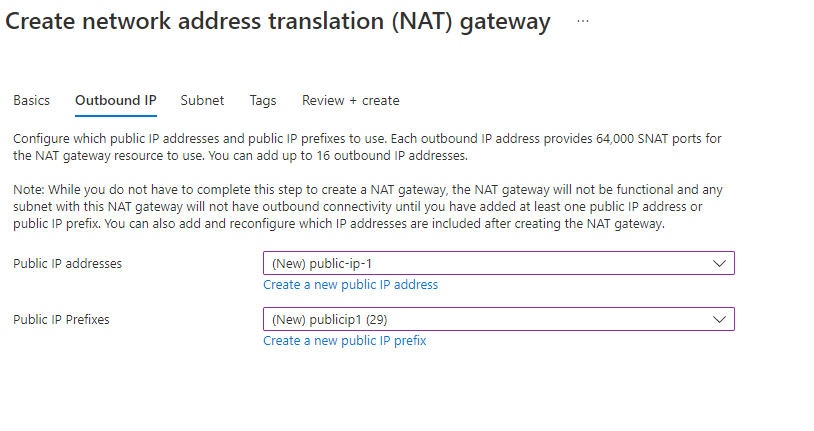 Create network address translation (NAT) gateway ...
Basics Outbound IP Subnet Tags Review + create
Configure which public IP addresses and public IP prefixes to use. Each outbound IP address provides 64,000 SNAT ports for
the NAT gateway resource to use. You can add up to 16 outbound IP addresses.
Note: While you do not have to complete this step to create a NAT gateway, the NAT gateway will not be functional and any
subnet with this NAT gateway will not have outbound connectivity until you have added at least one public IP address or
public IP prefix. You can also add and reconfigure which IP addresses are included after creating the NAT gateway.
Public IP addresses (New) public-ip-1
Create a new public IP address
Public IP Prefixes (New) publicip1 (29)
Create a new public IP prefix